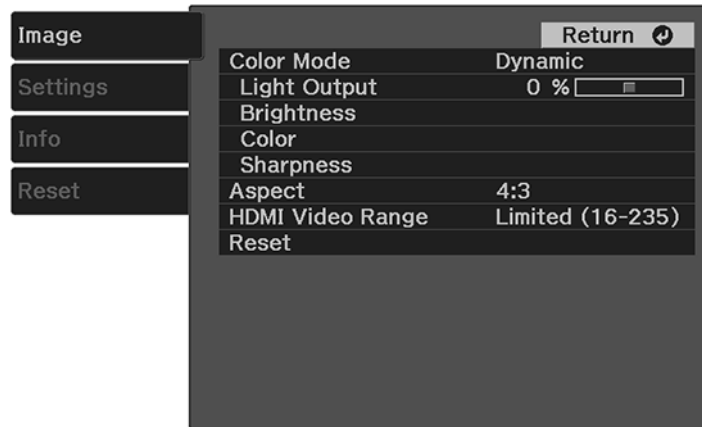 Image
Settings
Info
Reset
Return
Color Mode Dynamic
Light Output 0 %
Brightness
Color
Sharpness
Aspect 4:3
HDMI Video Range Limited (16-235)
Reset